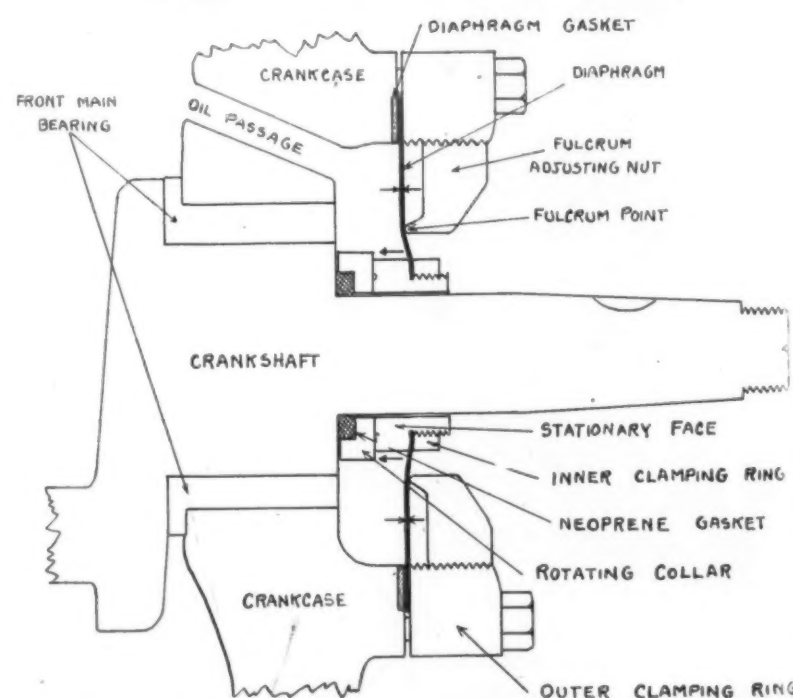 DIAPHRAGM GASKET
CRANKCASE
DIAPHRAGM
FRONT MAIN
BEARING
OIL PASSAGE
FULCRUM
ADJUSTING NUT
FULCRUM POINT
CRANKSHAFT
STATIONARY FACE
INNER CLAMPING RING
NEOPRENE GASKET
ROTATING COLLAR
CRANKCASE
OUTER CLAMPING RING